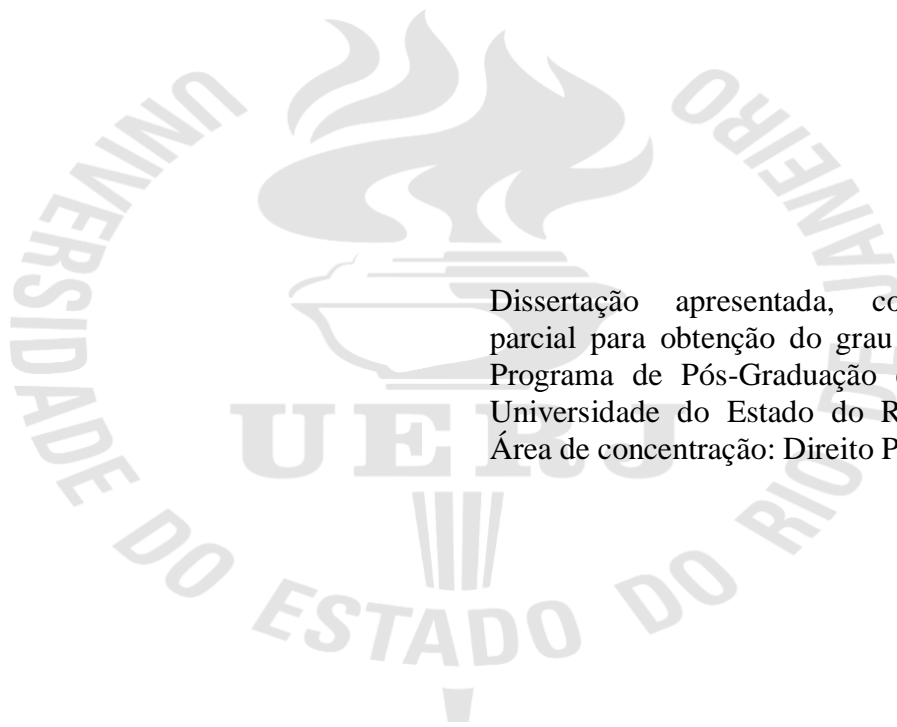 UNIVERSIDADE DO ESTADO DO RIO DE JANEIRO
UERJ
Dissertação apresentada,
parcial para obtenção do grau
Programa de Pós-Graduação
Universidade do Estado do
Área de concentração: Direito